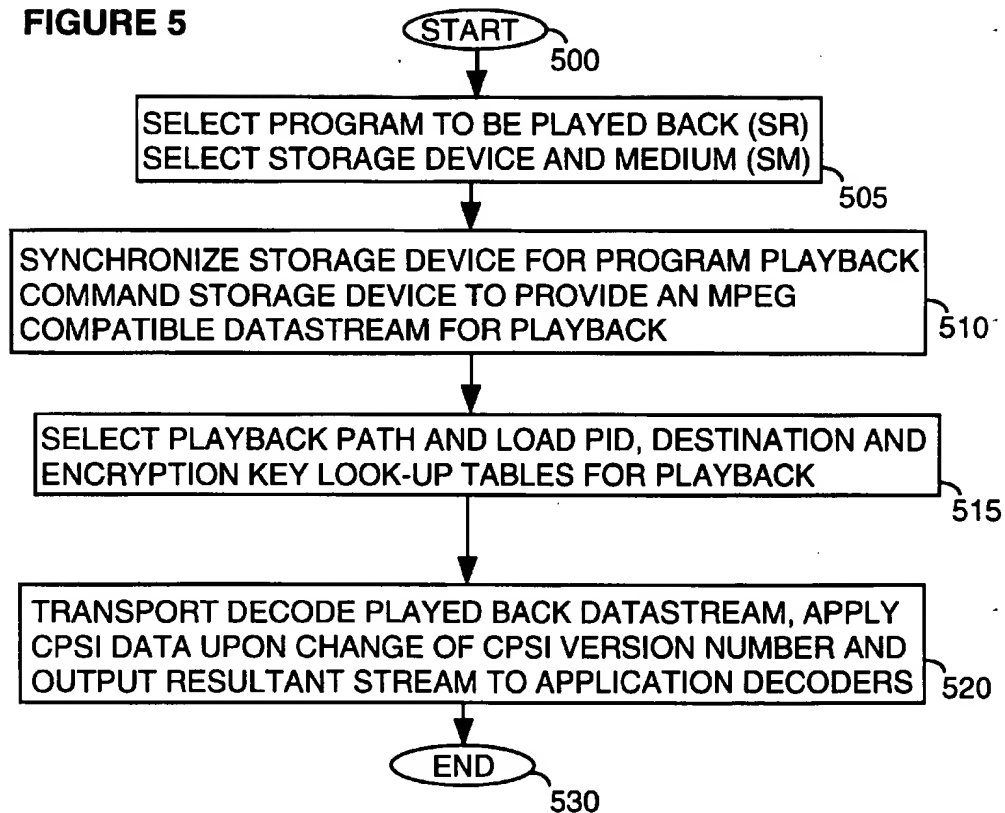 FIGURE 5
START
500
SELECT PROGRAM TO BE PLAYED BACK (SR)
SELECT STORAGE DEVICE AND MEDIUM (SM)
505
SYNCHRONIZE STORAGE DEVICE FOR PROGRAM PLAYBACK
COMMAND STORAGE DEVICE TO PROVIDE AN MPEG
COMPATIBLE DATASTREAM FOR PLAYBACK
510
SELECT PLAYBACK PATH AND LOAD PID, DESTINATION AND
ENCRYPTION KEY LOOK-UP TABLES FOR PLAYBACK
515
TRANSPORT DECODE PLAYED BACK DATASTREAM, APPLY
CPSI DATA UPON CHANGE OF CPSI VERSION NUMBER AND
OUTPUT RESULTANT STREAM TO APPLICATION DECODERS
520
END
530